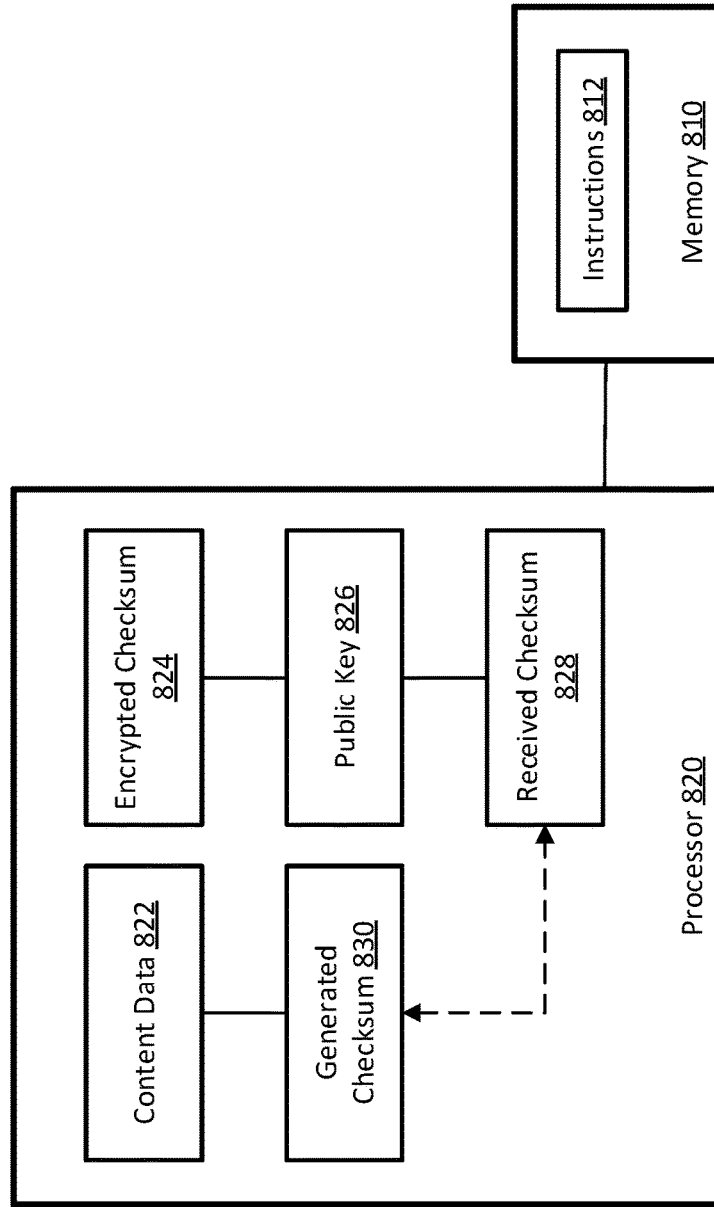 Content Data 822
Encrypted Checksum
824
Generated
Checksum 830
Public Key 826
Received Checksum
828
Processor 820
Instructions 812
Memory 810